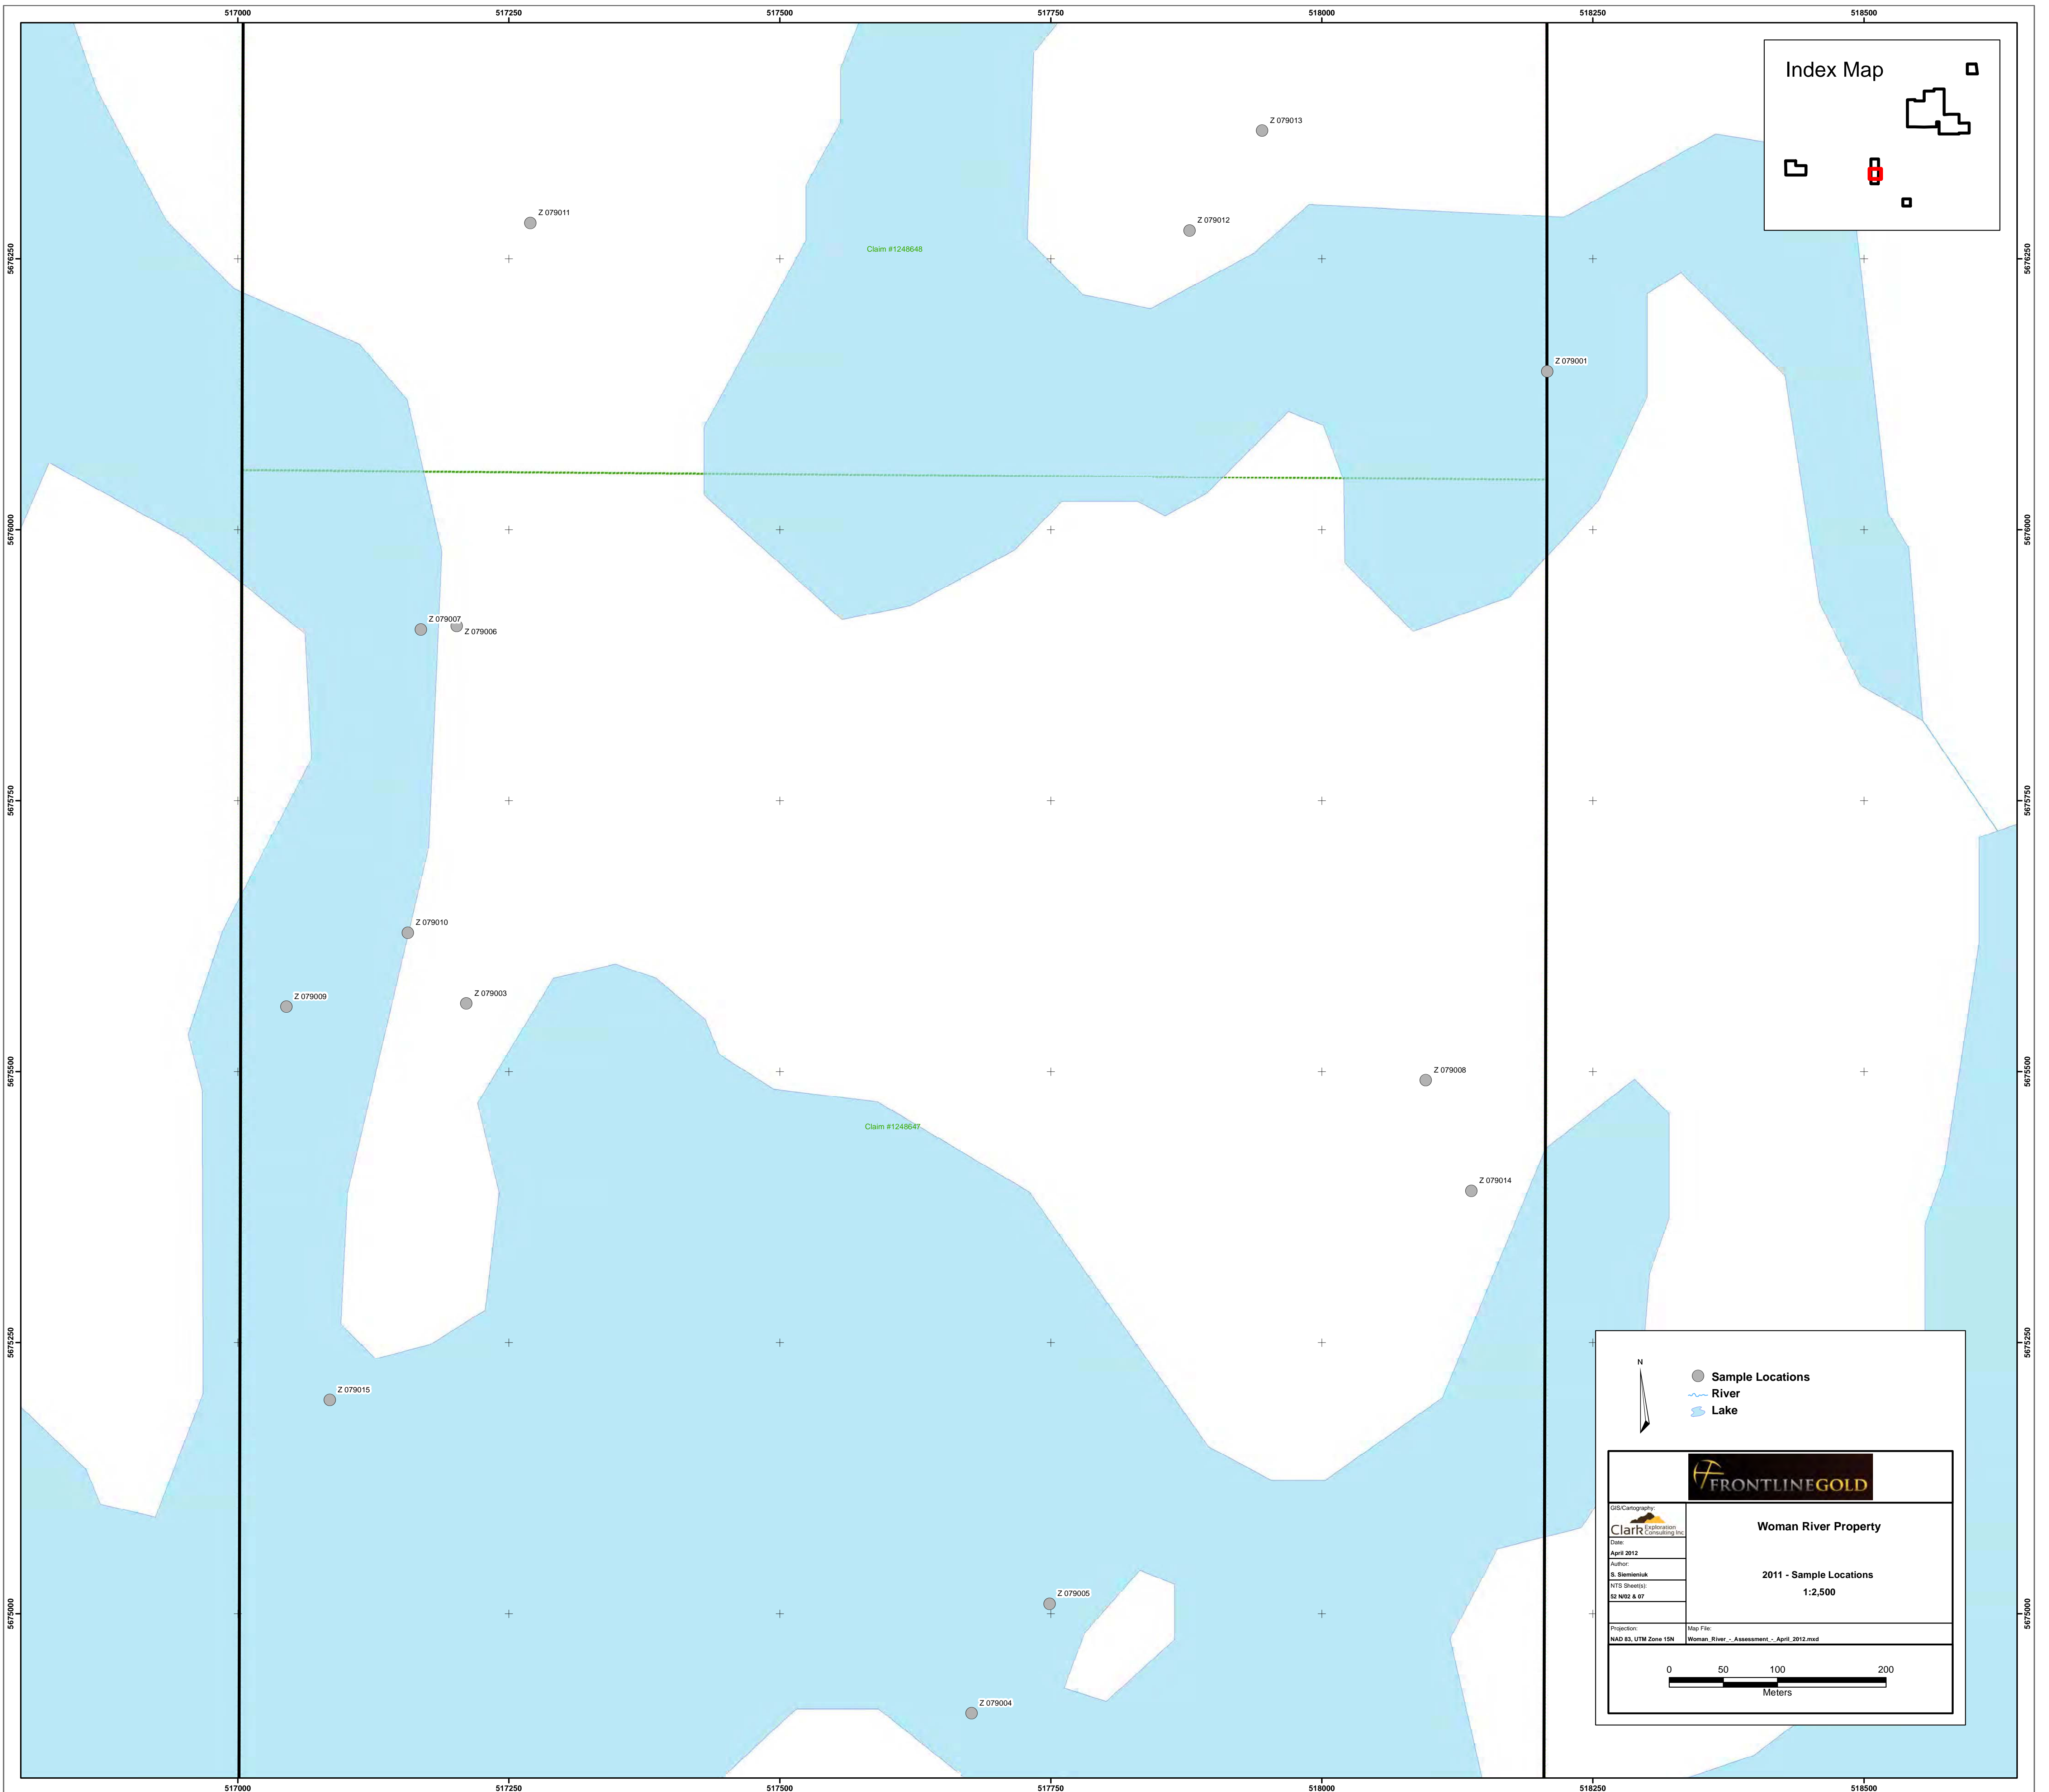 517000 517250 517500 517750 518000 518250 518500
Index Map
Z 079013
Z 079011
Z 079012
Claim #1248648
5676250 5676250
Z 079001
5676000 5676000
Z 079007
Z 079006
5675750 5675750
Z 079010
Z 079009
Z 079003
5675500 5675500
Z 079008
Claim #1248647
Z 079014
5675250 5675250
Z 079015
Z 079005
5675000 5675000
Z 079004
N
Sample Locations
River
Lake
FRONTLINEGOLD
GIS/Cartography:
Clark Exploration Consulting Inc
Date:
April 2012
Author:
S. Siemieniuk
NTS Sheet(s):
52 N/02 & 07
Woman River Property
2011 - Sample Locations
1:2,500
Projection:
NAD 83, UTM Zone 15N
Map File:
Woman_River_-_Assessment_-_April_2012.mxd
0 50 100 200
Meters
517000 517250 517500 517750 518000 518250 518500